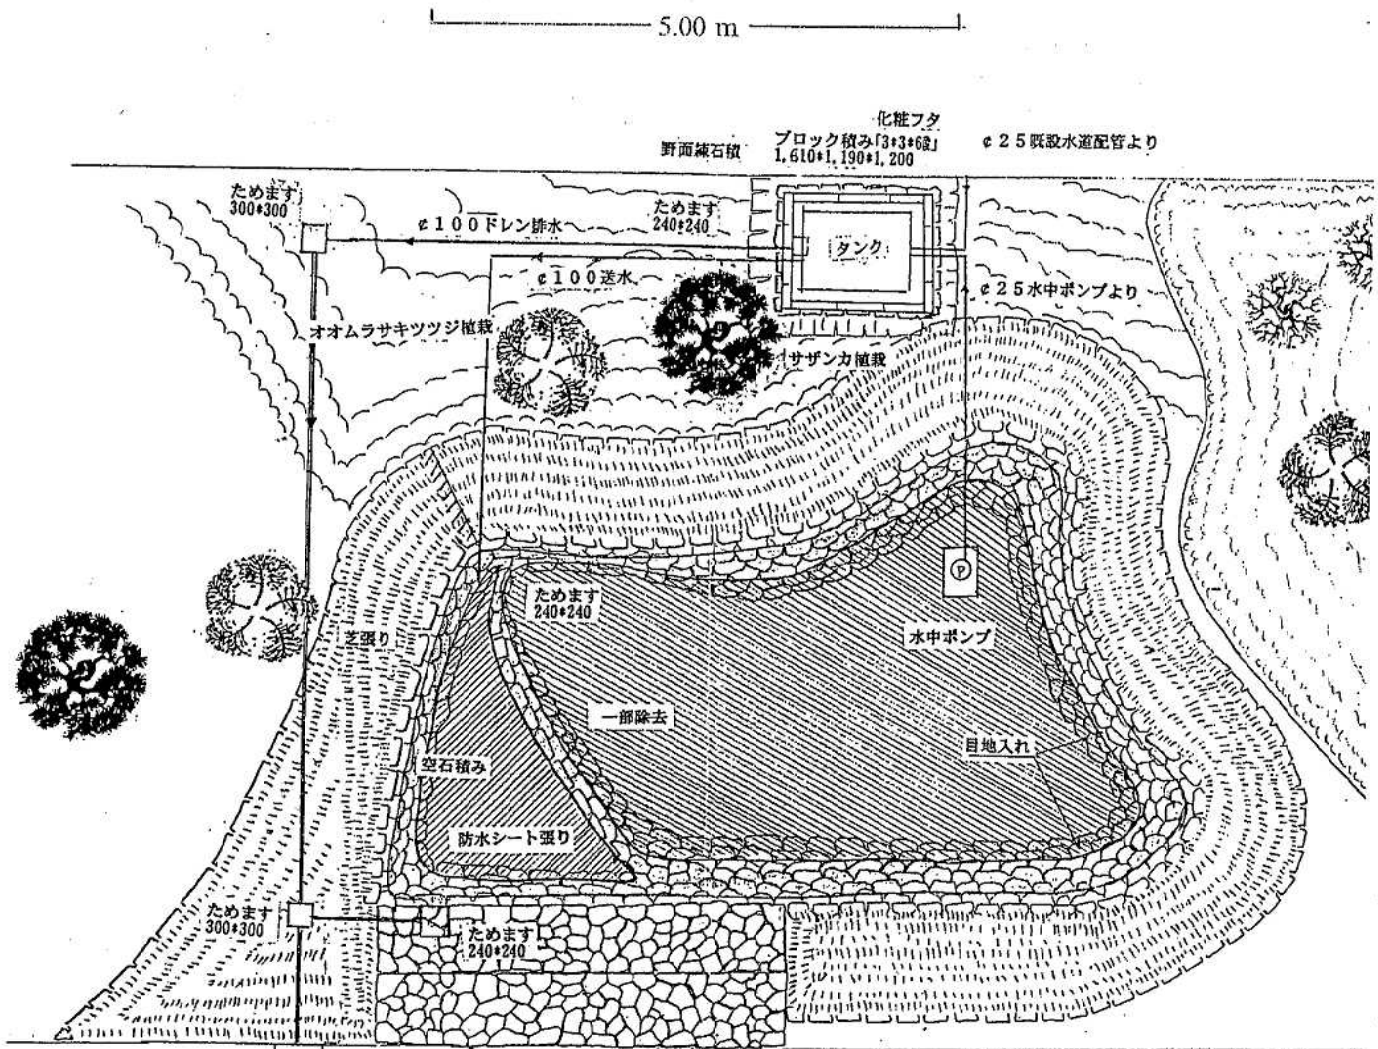 5.00 m
化粧フタ
野面練石積
ブロック積み「3*3*6段」
1,610*1,190*1,200
¢25既設水道配管より
ためます
300*300
¢100ドレン排水
ためます
240*240
タンク
¢100送水
¢25水中ポンプより
オオムラサキツツジ植栽
サザンカ植栽
P
ためます
240*240
芝張り
水中ポンプ
一部除去
目地入れ
空石積み
防水シート張り
ためます
300*300
ためます
240*240